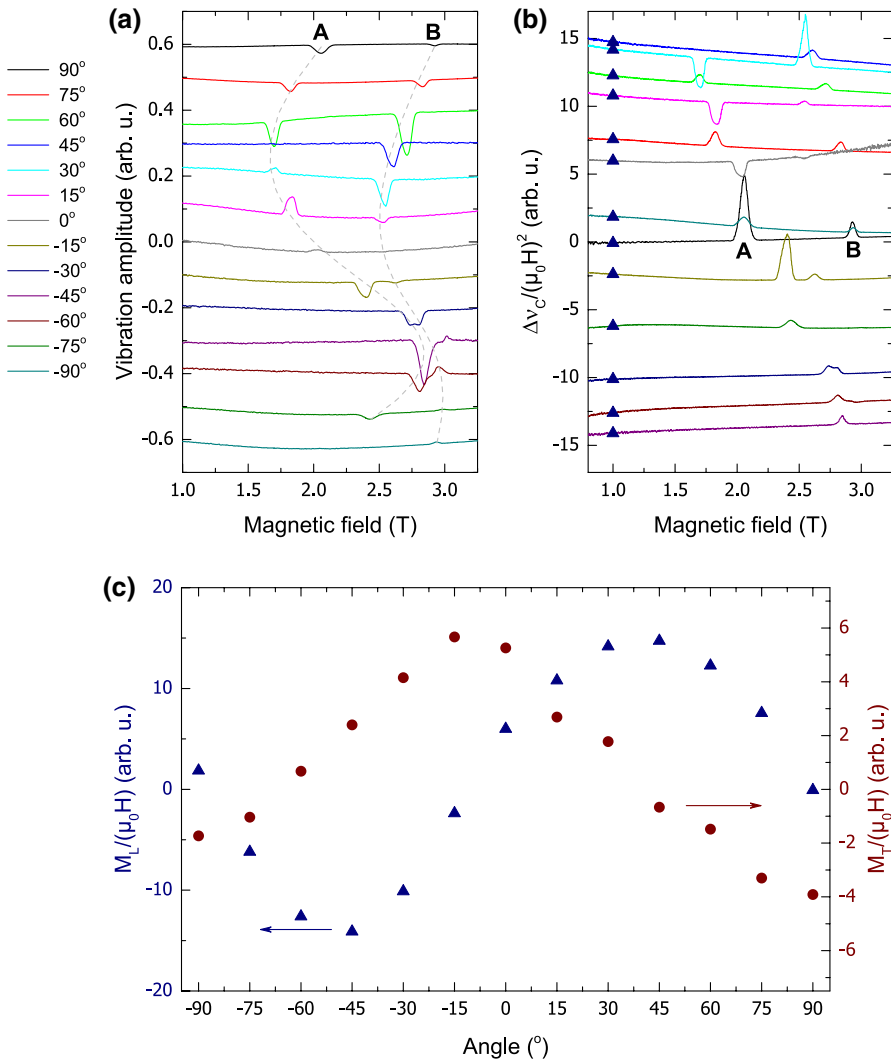 (a)
(b)
A
B
90°
75°
60°
45°
30°
15°
0°
-15°
-30°
-45°
-60°
-75°
-90°
Vibration amplitude (arb. u.)
0.6
0.4
0.2
0.0
-0.2
-0.4
-0.6
1.0 1.5 2.0 2.5 3.0
Magnetic field (T)
Δν_C/(μ₀H)² (arb. u.)
15
10
5
0
-5
-10
-15
A
B
1.0 1.5 2.0 2.5 3.0
Magnetic field (T)
(c)
M_L/(μ₀H) (arb. u.)
20
10
0
-10
-20
6
4
2
0
-2
-4
-6
M_T/(μ₀H) (arb. u.)
-90 -75 -60 -45 -30 -15 0 15 30 45 60 75 90
Angle (°)